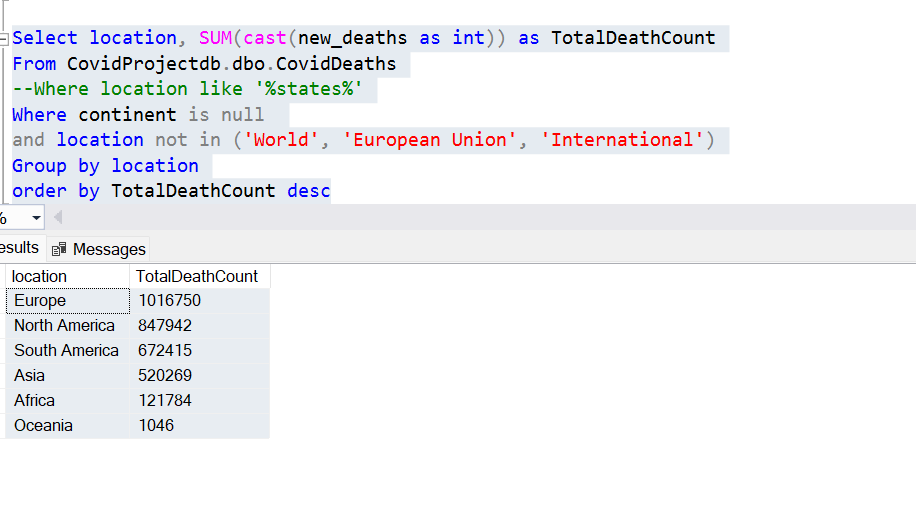 Select location, SUM(cast(new_deaths as int)) as TotalDeathCount
From CovidProjectdb.dbo.CovidDeaths
--Where location like '%states%'
Where continent is null
and location not in ('World', 'European Union', 'International')
Group by location
order by TotalDeathCount desc
%
esults Messages
location TotalDeathCount
Europe 1016750
North America 847942
South America 672415
Asia 520269
Africa 121784
Oceania 1046